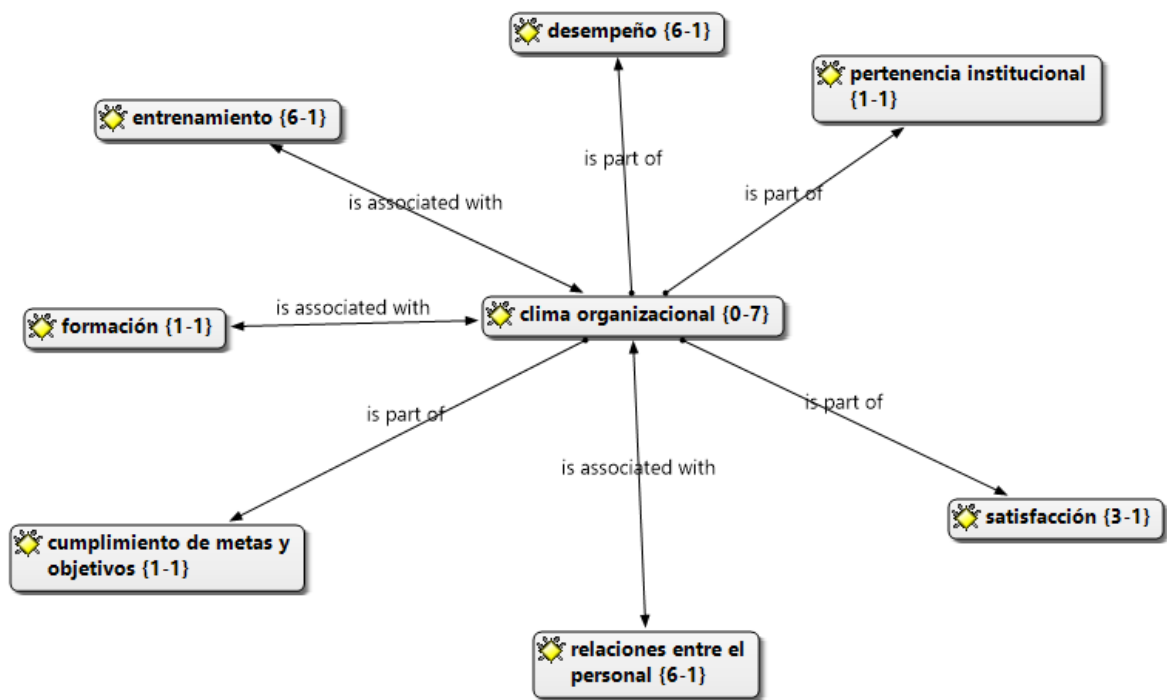 desempeño {6-1}
pertenencia institucional
{1-1}
entrenamiento {6-1}
is part of
is part of
is associated with
is associated with
formación {1-1}
clima organizacional {0-7}
is part of
is part of
is associated with
satisfacción {3-1}
cumplimiento de metas y
objetivos {1-1}
relaciones entre el
personal {6-1}